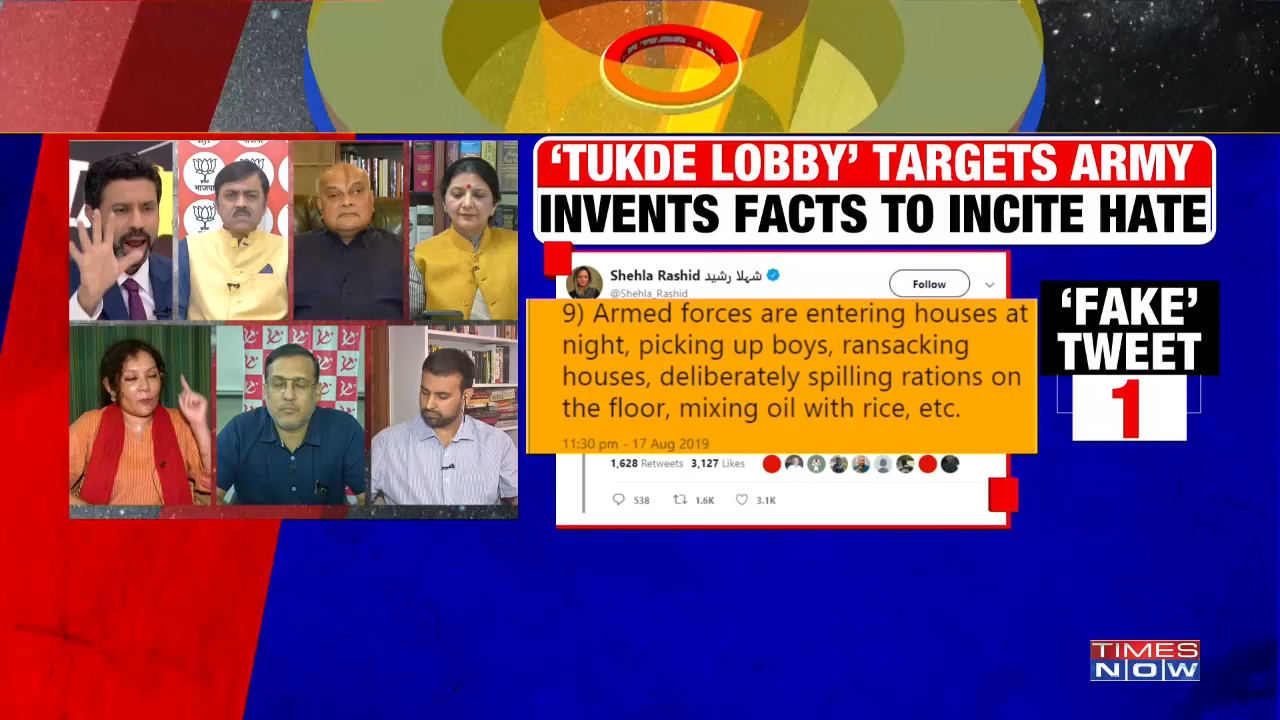 ‘TUKDE LOBBY’ TARGETS ARMY
INVENTS FACTS TO INCITE HATE
भाजपा
भाजपा
Shehla Rashid شہلا رشید
@Shehla_Rashid
Follow
9) Armed forces are entering houses at
night, picking up boys, ransacking
houses, deliberately spilling rations on
the floor, mixing oil with rice, etc.
11:30 pm - 17 Aug 2019
1,628 Retweets 3,127 Likes
538 1.6K 3.1K
‘FAKE’
TWEET
1
TIMES
NOW